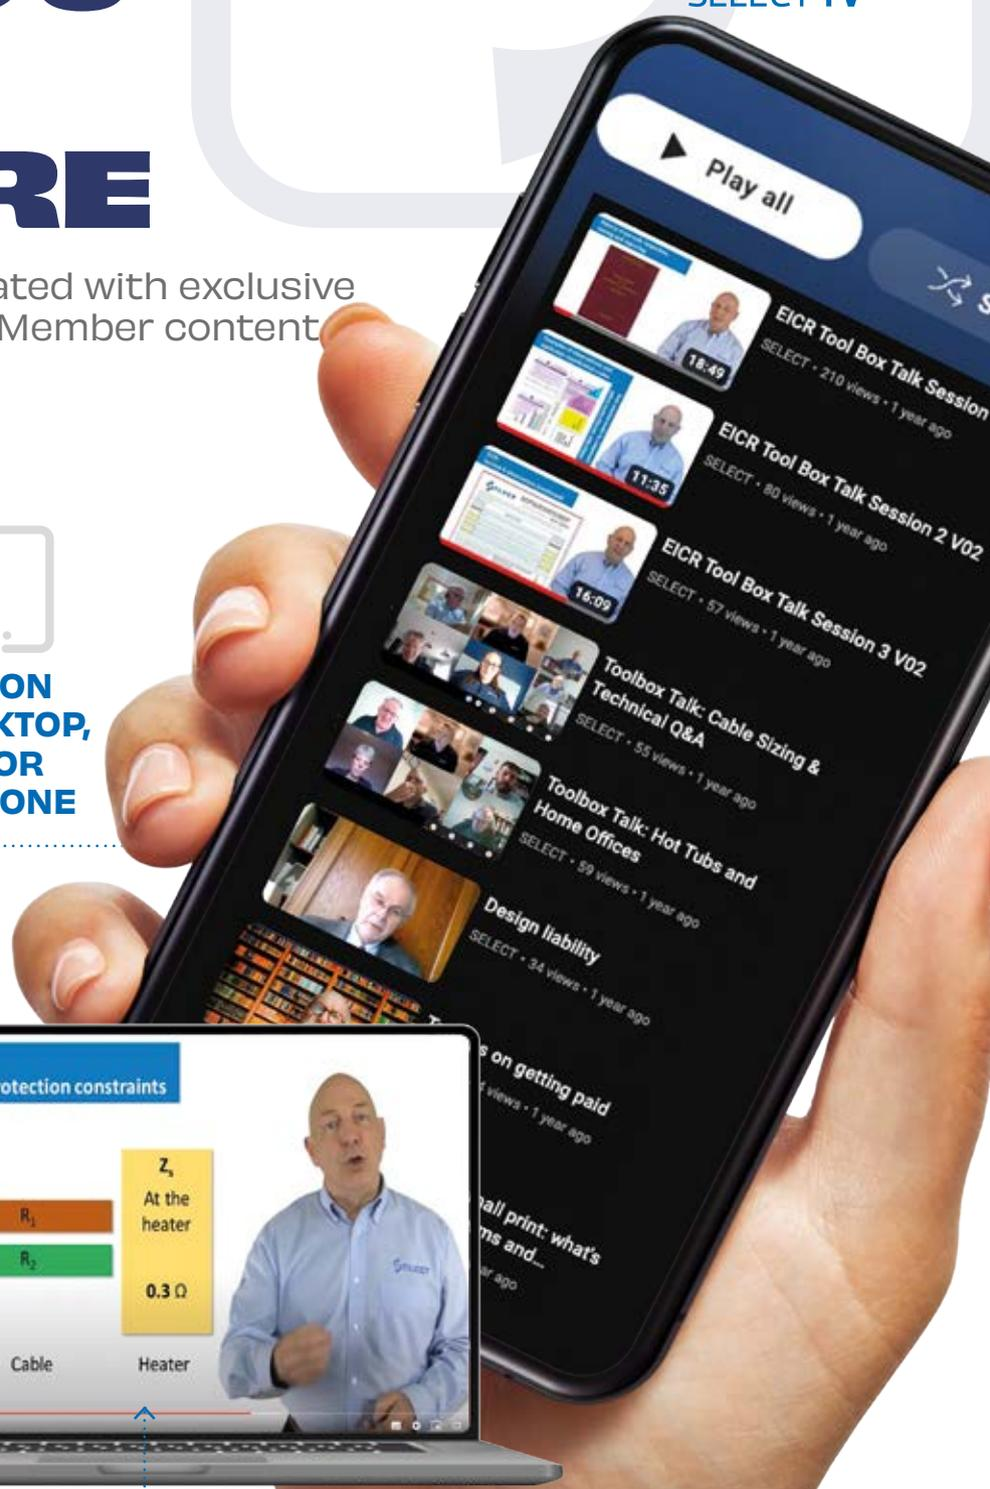 SELECT TV
RE
ated with exclusive
Member content
Play all
S
EICR Tool Box Talk Session
SELECT • 210 views • 1 year ago
18:49
EICR Tool Box Talk Session 2 V02
SELECT • 80 views • 1 year ago
11:35
EICR Tool Box Talk Session 3 V02
SELECT • 57 views • 1 year ago
16:09
Toolbox Talk: Cable Sizing &
Technical Q&A
SELECT • 55 views • 1 year ago
Toolbox Talk: Hot Tubs and
Home Offices
SELECT • 59 views • 1 year ago
Design liability
SELECT • 34 views • 1 year ago
s on getting paid
4 views • 1 year ago
mall print: what's
ms and...
ar ago
ON
KTOP,
OR
ONE
otection constraints
Zs
At the
heater
0.3 Ω
R1
R2
Cable
Heater
SELECT